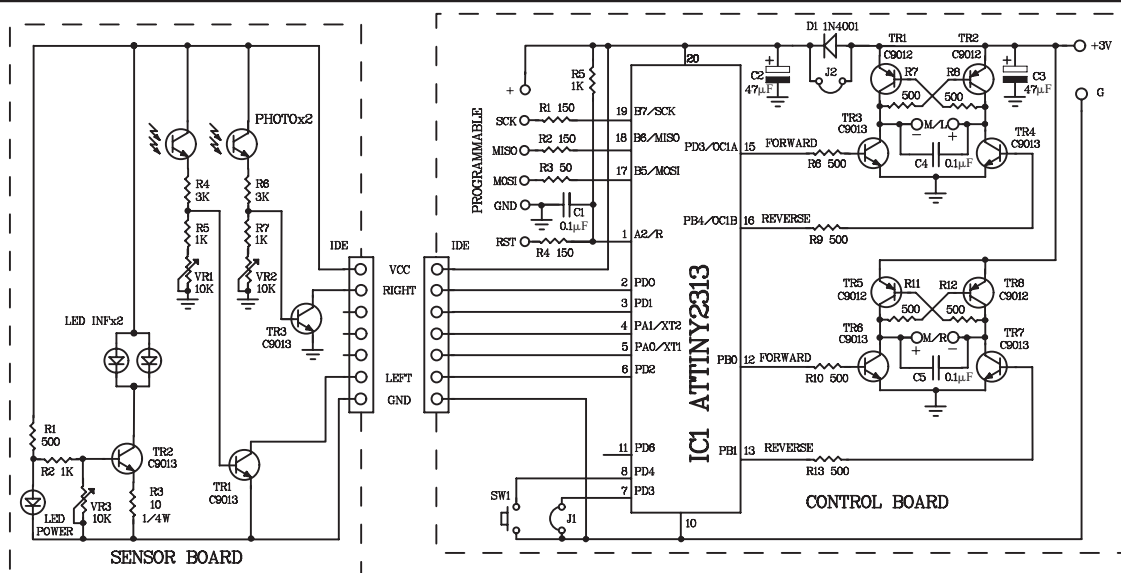 PHOTOx2
R4
3K
R6
3K
R5
1K
R7
1K
VR1
10K
VR2
10K
LED INFx2
TR3
C9013
R1
500
R2 1K
TR2
C9013
R3
10
1/4W
VR3
10K
LED
POWER
TR1
C9013
SENSOR BOARD
IDE
IDE
VCC
RIGHT
LEFT
GND
PROGRAMMABLE
+
SCK
MISO
MOSI
GND
RST
R5
1K
R1 150
R2 150
R3 50
C1
0.1μF
R4 150
20
19 B7/SCK
18 B6/MISO
17 B5/MOSI
1 A2/R
2 PD0
3 PD1
4 PA1/XT2
5 PA0/XT1
6 PD2
11 PD6
8 PD4
7 PD3
10
IC1 ATTINY2313
PD3/OC1A 15 FORWARD
PB4/OC1B 16 REVERSE
PB0 12 FORWARD
PB1 13 REVERSE
SW1
J1
+
C2
47μF
D1 1N4001
J2
TR1
C9012
TR2
C9012
R7
R8
500
500
+
C3
47μF
+3V
G
TR3
C9013
M/L
−
+
TR4
C9013
R6 500
C4
0.1μF
R9 500
TR5
C9012
R11
R12
TR8
C9012
500
500
TR6
C9013
M/R
+
−
TR7
C9013
R10 500
C5
0.1μF
R13 500
CONTROL BOARD